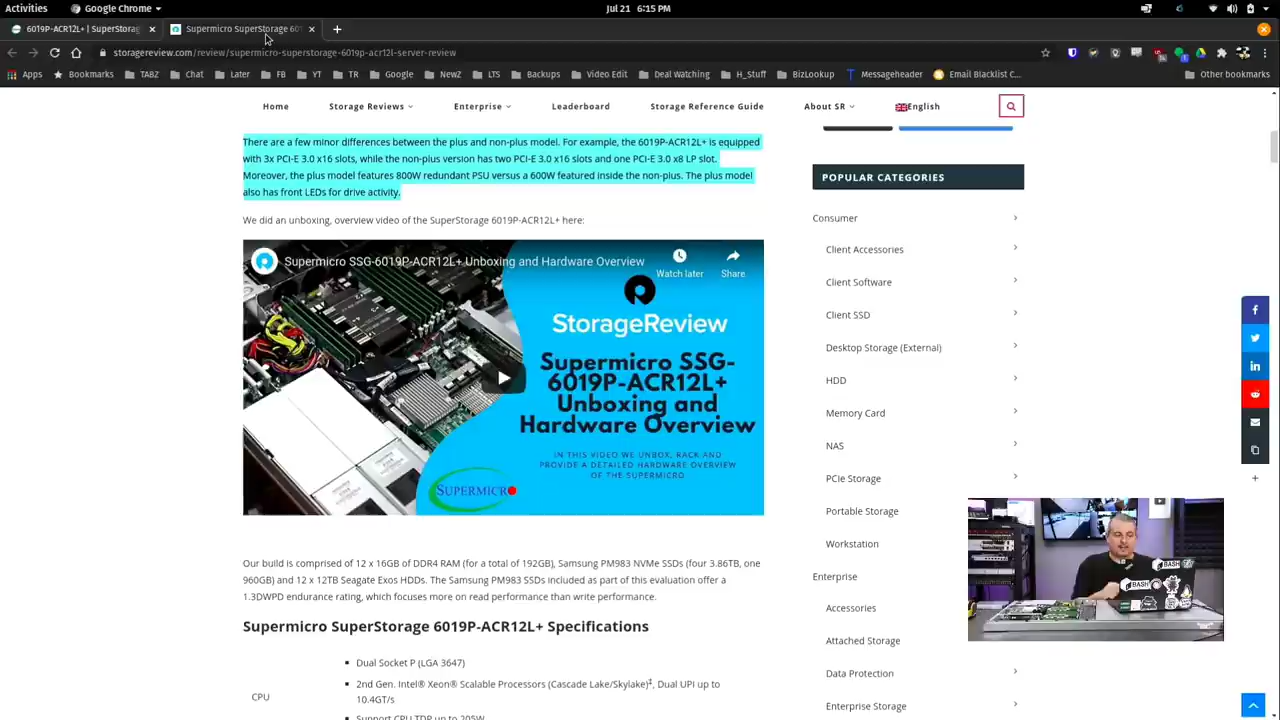 Activities
Google Chrome
Jul 21 6:15 PM
6019P-ACR12L+ | SuperStorag
Supermicro SuperStorage 601
storagereview.com/review/supermicro-superstorage-6019p-acr12l-server-review
Apps
Bookmarks
TABZ
Chat
Later
FB
YT
TR
Google
NewZ
LTS
Backups
Video Edit
Deal Watching
H_Stuff
BizLookup
Messageheader
Email Blacklist C...
Other bookmarks
Home
Storage Reviews
Enterprise
Leaderboard
Storage Reference Guide
About SR
English
There are a few minor differences between the plus and non-plus model. For example, the 6019P-ACR12L+ is equipped
with 3x PCI-E 3.0 x16 slots, while the non-plus version has two PCI-E 3.0 x16 slots and one PCI-E 3.0 x8 LP slot.
Moreover, the plus model features 800W redundant PSU versus a 600W featured inside the non-plus. The plus model
also has front LEDs for drive activity.
We did an unboxing, overview video of the SuperStorage 6019P-ACR12L+ here:
Supermicro SSG-6019P-ACR12L+ Unboxing and Hardware Overview
Watch later
Share
StorageReview
Supermicro SSG-
6019P-ACR12L+
Unboxing and
Hardware Overview
IN THIS VIDEO WE UNBOX, RACK AND
PROVIDE A DETAILED HARDWARE OVERVIEW
OF THE SUPERMICRO
SUPERMICRO
Our build is comprised of 12 x 16GB of DDR4 RAM (for a total of 192GB), Samsung PM983 NVMe SSDs (four 3.86TB, one
960GB) and 12 x 12TB Seagate Exos HDDs. The Samsung PM983 SSDs included as part of this evaluation offer a
1.3DWPD endurance rating, which focuses more on read performance than write performance.
Supermicro SuperStorage 6019P-ACR12L+ Specifications
CPU
Dual Socket P (LGA 3647)
2nd Gen. Intel® Xeon® Scalable Processors (Cascade Lake/Skylake)‡, Dual UPI up to
10.4GT/s
Support CPU TDP up to 205W
POPULAR CATEGORIES
Consumer
Client Accessories
Client Software
Client SSD
Desktop Storage (External)
HDD
Memory Card
NAS
PCIe Storage
Portable Storage
Workstation
Enterprise
Accessories
Attached Storage
Data Protection
Enterprise Storage
BASH
BASH